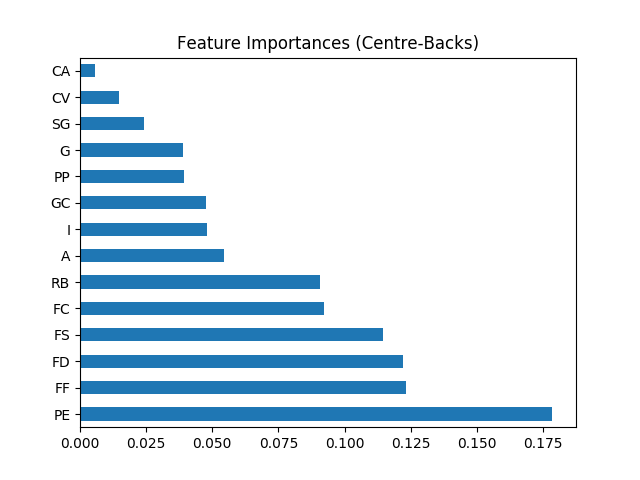 Feature Importances (Centre-Backs)
CA
CV
SG
G
PP
GC
I
A
RB
FC
FS
FD
FF
PE
0.000 0.025 0.050 0.075 0.100 0.125 0.150 0.175